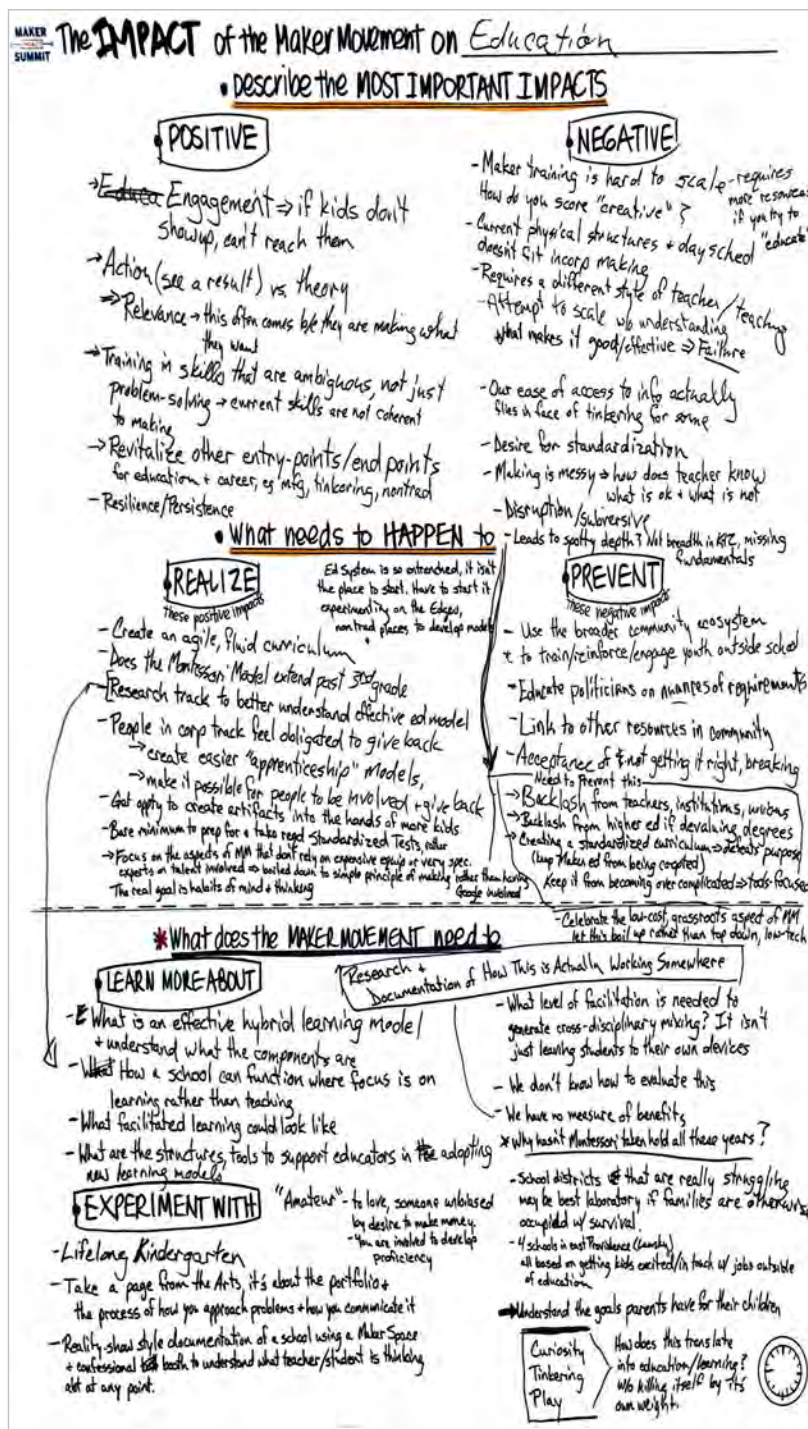 MAKER
SUMMIT
The IMPACT of the Maker Movement on Education
• Describe the MOST IMPORTANT IMPACTS
POSITIVE
→ Educa Engagement ⇒ if kids don't
show up, can't reach them
→ Action (see a result) vs. theory
⇒ Relevance → this often comes b/c they are making what
they want
→ Training in skills that are ambiguous, not just
problem-solving → current skills are not coherent
to making
→ Revitalize other entry-points/end points
for education + career, eg mfg, tinkering, nontrad
- Resilience/Persistence
NEGATIVE!
- Maker training is hard to scale - requires
more resources
if you try to
"educate"
How do you score "creative"?
- Current physical structures + day sched
doesn't fit incorp making
- Requires a different style of teacher/teaching
- Attempt to scale w/o understanding
what makes it good/effective ⇒ Failure
- Our ease of access to info actually
flies in face of tinkering for some
- Desire for standardization
- Making is messy → how does teacher know
what is ok + what is not
- Disruption/subversive
- Leads to spotty depth? Not breadth in K12, missing
fundamentals
• What needs to HAPPEN to
REALIZE
these positive impacts
Ed System is so entrenched, it isn't
the place to start. Have to start it
experimenting on the Edges,
nontrad places to develop models
- Create an agile, fluid curriculum
- Does the Montessori Model extend past 3rd grade
- Research track to better understand effective ed model
- People in corp track feel obligated to give back
→ create easier "apprenticeship" models,
→ make it possible for people to be involved + give back
- Get oppty to create artifacts into the hands of more kids
- Bare minimum to prep for + take reqd Standardized Tests,
→ Focus on the aspects of MM that don't rely on expensive equip or very spec.
experts or talent involved ⇒ boiled down to simple principle of making rather than having
Google involved
The real goal is habits of mind + thinking
PREVENT
these negative impacts
- Use the broader community ecosystem
to train/reinforce/engage youth outside school
- Educate politicians on nuances of requirements
- Link to other resources in community
- Acceptance of not getting it right, breaking
Need to Prevent this
→ Backlash from teachers, institutions, unions
→ Backlash from higher ed if devaluing degrees
→ Creating a standardized curriculum → defeats purpose
(keep Maker ed from being coopted)
Keep it from becoming over complicated ⇒ tools-focused
- Celebrate the low-cost, grassroots aspect of MM
let this boil up rather than top down, low-tech
* What does the MAKER MOVEMENT need to
LEARN MORE ABOUT
Research +
Documentation of How This is Actually Working Somewhere
- What is an effective hybrid learning model
+ understand what the components are
- What How a school can function where focus is on
learning rather than teaching
- What facilitated learning could look like
- What are the structures, tools to support educators in the adopting
new learning models
- What level of facilitation is needed to
generate cross-disciplinary mixing? It isn't
just leaving students to their own devices
- We don't know how to evaluate this
- We have no measure of benefits
* Why hasn't Montessori taken hold all these years?
- School districts that are really struggling
may be best laboratory if families are otherwise
occupied w/ survival.
- 4 schools in east Providence
all based on getting kids excited/in touch w/ jobs outside
of education
→ Understand the goals parents have for their children
EXPERIMENT WITH
"Amateur" - to love, someone unbiased
by desire to make money.
- You are involved to develop
proficiency
- Lifelong Kindergarten
- Take a page from the Arts, it's about the portfolio +
the process of how you approach problems + how you communicate it
- Reality-show style documentation of a school using a Maker Space
+ confessional booth to understand what teacher/student is thinking
abt at any point.
Curiosity
Tinkering
Play
How does this translate
into education/learning?
w/o killing itself by it's
own weight.